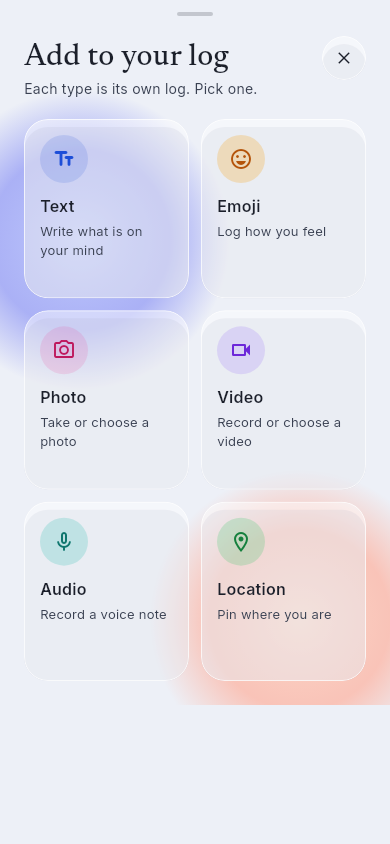 Add to your log
Each type is its own log. Pick one.
Text
Write what is on
your mind
Emoji
Log how you feel
Photo
Take or choose a
photo
Video
Record or choose a
video
Audio
Record a voice note
Location
Pin where you are